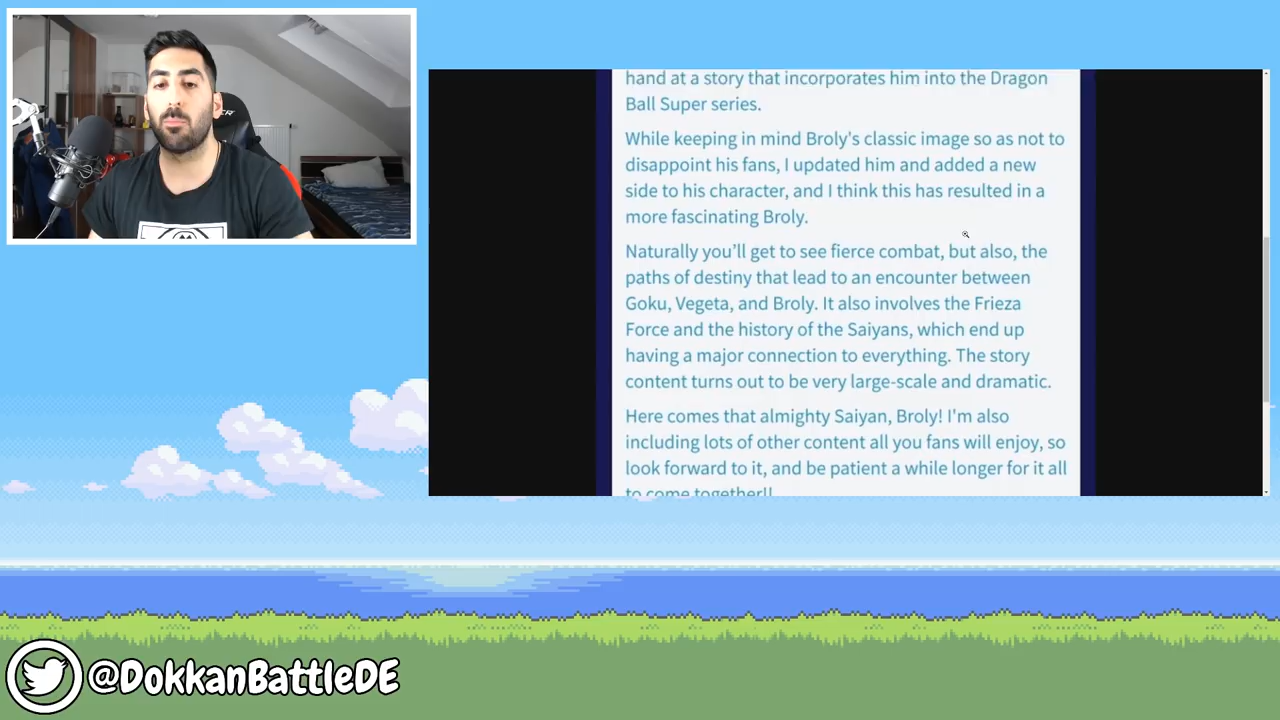 hand at a story that incorporates him into the Dragon
Ball Super series.
While keeping in mind Broly's classic image so as not to
disappoint his fans, I updated him and added a new
side to his character, and I think this has resulted in a
more fascinating Broly.
Naturally you’ll get to see fierce combat, but also, the
paths of destiny that lead to an encounter between
Goku, Vegeta, and Broly. It also involves the Frieza
Force and the history of the Saiyans, which end up
having a major connection to everything. The story
content turns out to be very large-scale and dramatic.
Here comes that almighty Saiyan, Broly! I'm also
including lots of other content all you fans will enjoy, so
look forward to it, and be patient a while longer for it all
to come together!!
@DokkanBattleDE